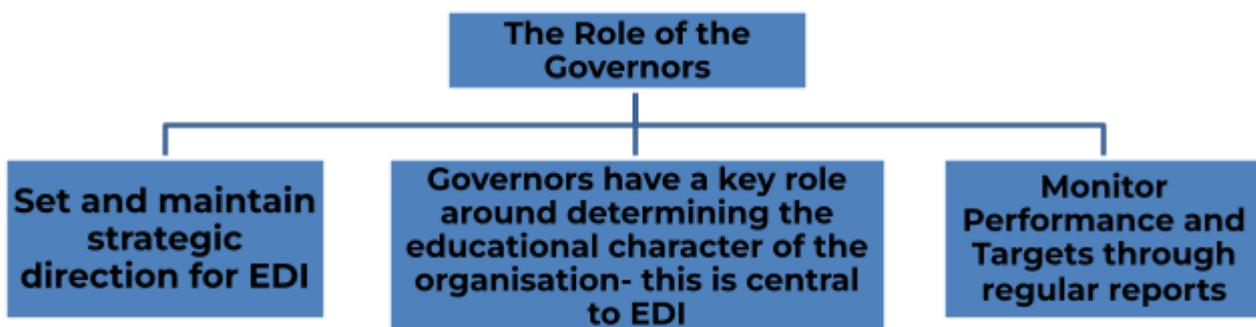 The Role of the
Governors
Set and maintain
strategic
direction for EDI
Governors have a key role
around determining the
educational character of the
organisation- this is central
to EDI
Monitor
Performance and
Targets through
regular reports